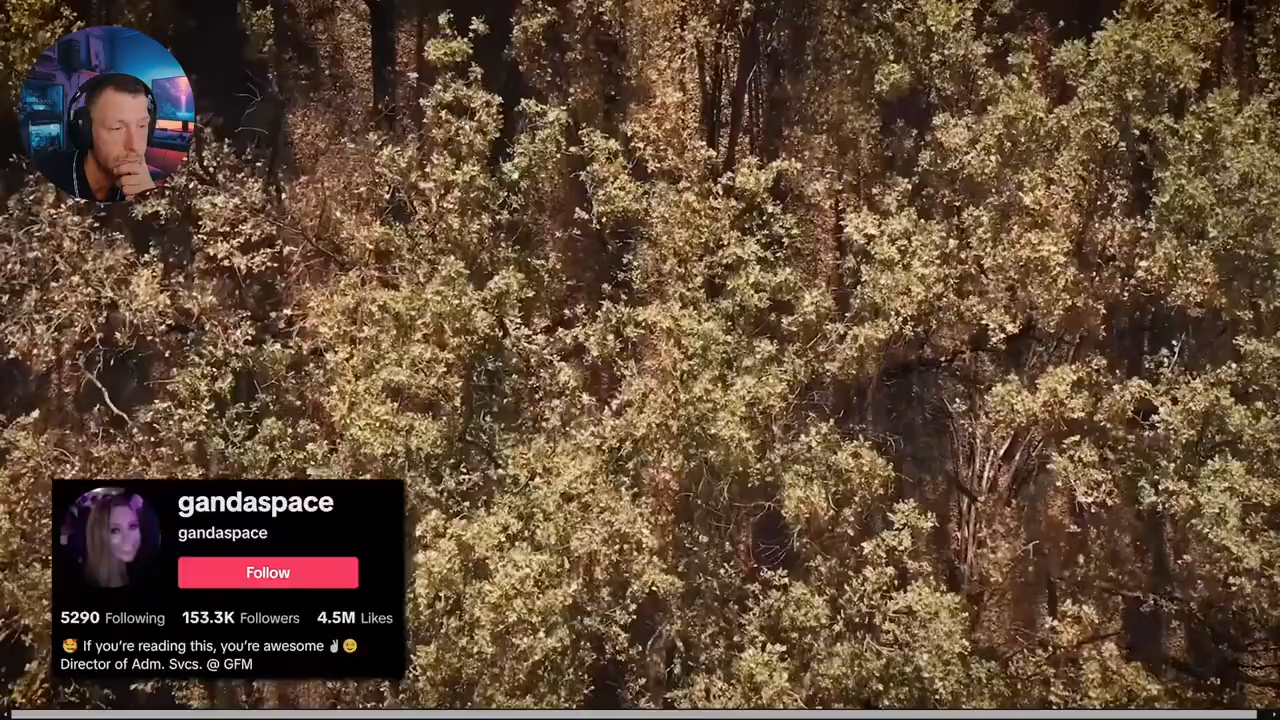 gandaspace
gandaspace
Follow
5290 Following 153.3K Followers 4.5M Likes
🥰 If you're reading this, you're awesome ✌🏻😉
Director of Adm. Svcs. @ GFM